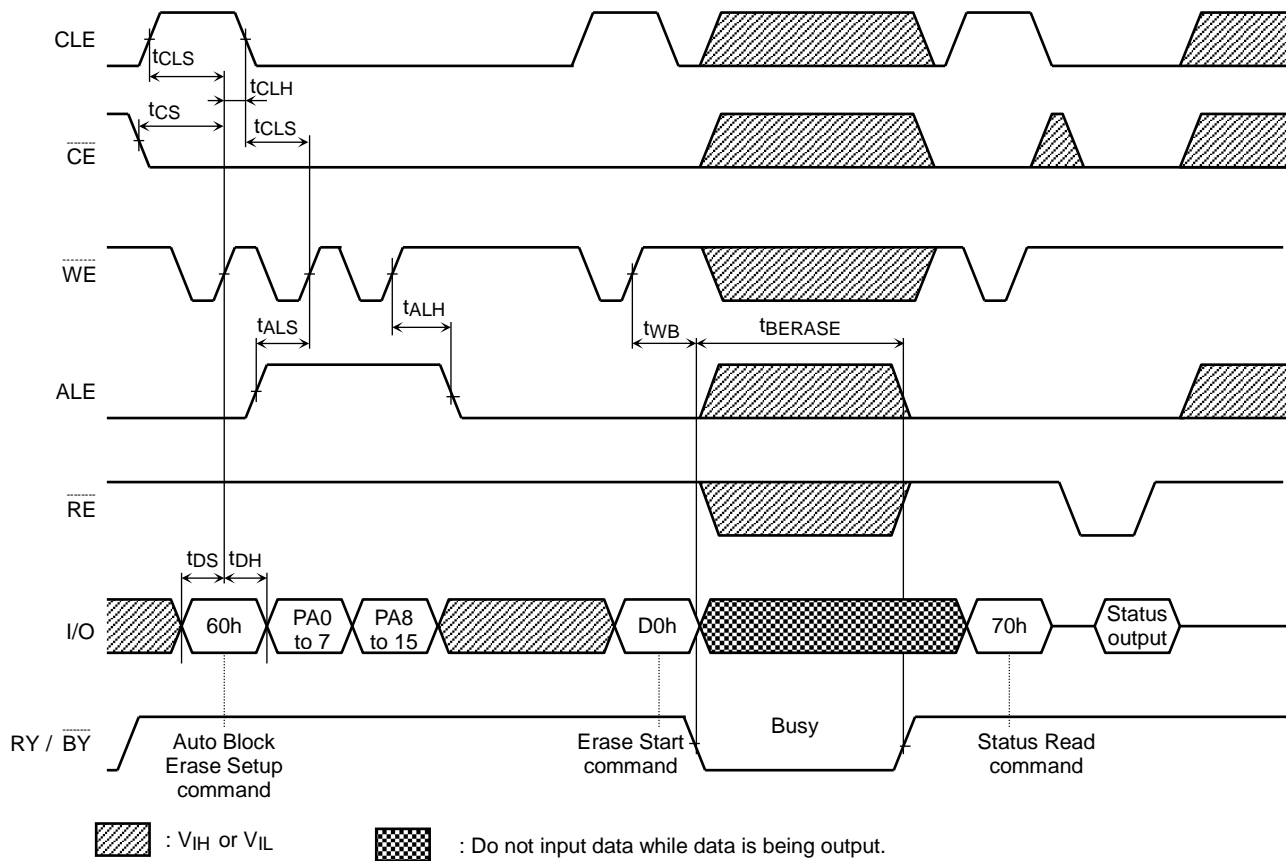 CLE
tCLS
tCLH
tCS
tCLS
CE
WE
tALS
tALH
tWB
tBERASE
ALE
RE
tDS
tDH
I/O
60h
PA0
to 7
PA8
to 15
D0h
70h
Status
output
RY / BY
Busy
Auto Block
Erase Setup
command
Erase Start
command
Status Read
command
: VIH or VIL
: Do not input data while data is being output.